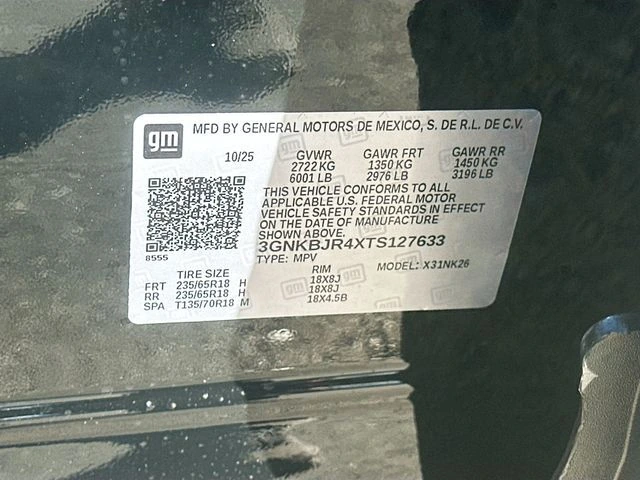 gm MFD BY GENERAL MOTORS DE MEXICO, S. DE R.L. DE C.V.
10/25 GVWR GAWR FRT GAWR RR
2722 KG 1350 KG 1450 KG
6001 LB 2976 LB 3196 LB
THIS VEHICLE CONFORMS TO ALL
APPLICABLE U.S. FEDERAL MOTOR
VEHICLE SAFETY STANDARDS IN EFFECT
ON THE DATE OF MANUFACTURE
SHOWN ABOVE.
3GNKBJR4XTS127633
8555
TYPE: MPV MODEL: X31NK26
TIRE SIZE RIM
FRT 235/65R18 H 18X8J
RR 235/65R18 H 18X8J
SPA T135/70R18 M 18X4.5B